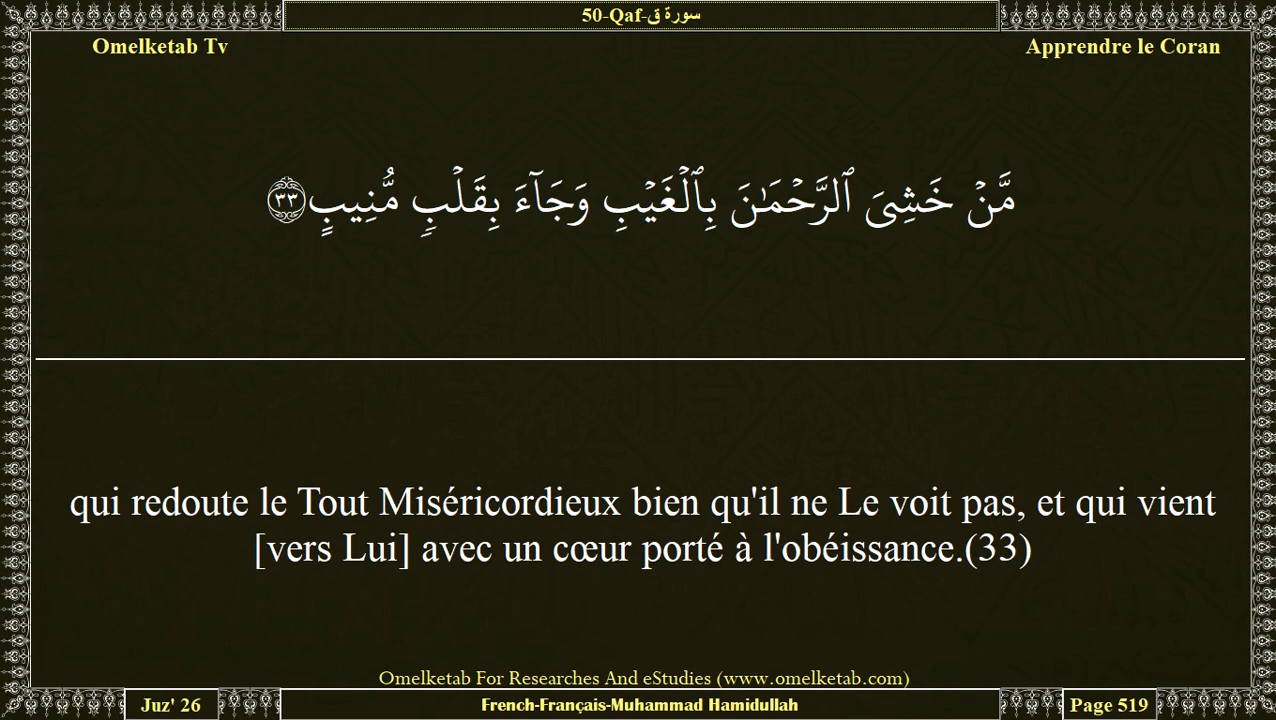 50-Qaf-سورة ق
Omelketab Tv
Apprendre le Coran
مَّنْ خَشِىَ ٱلرَّحْمَـٰنَ بِٱلْغَيْبِ وَجَآءَ بِقَلْبٍ مُّنِيبٍ ٣٣
qui redoute le Tout Miséricordieux bien qu'il ne Le voit pas, et qui vient
[vers Lui] avec un cœur porté à l'obéissance.(33)
Omelketab For Researches And eStudies (www.omelketab.com)
Juz' 26
French-Français-Muhammad Hamidullah
Page 519